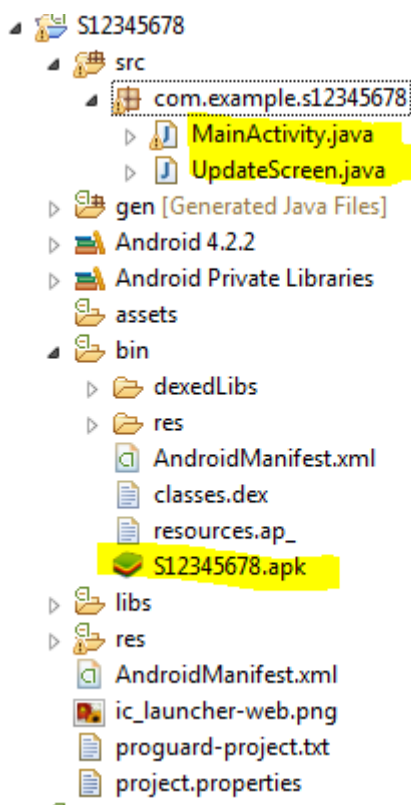 S12345678
src
com.example.s12345678
MainActivity.java
UpdateScreen.java
gen [Generated Java Files]
Android 4.2.2
Android Private Libraries
assets
bin
dexedLibs
res
AndroidManifest.xml
classes.dex
resources.ap_
S12345678.apk
libs
res
AndroidManifest.xml
ic_launcher-web.png
proguard-project.txt
project.properties